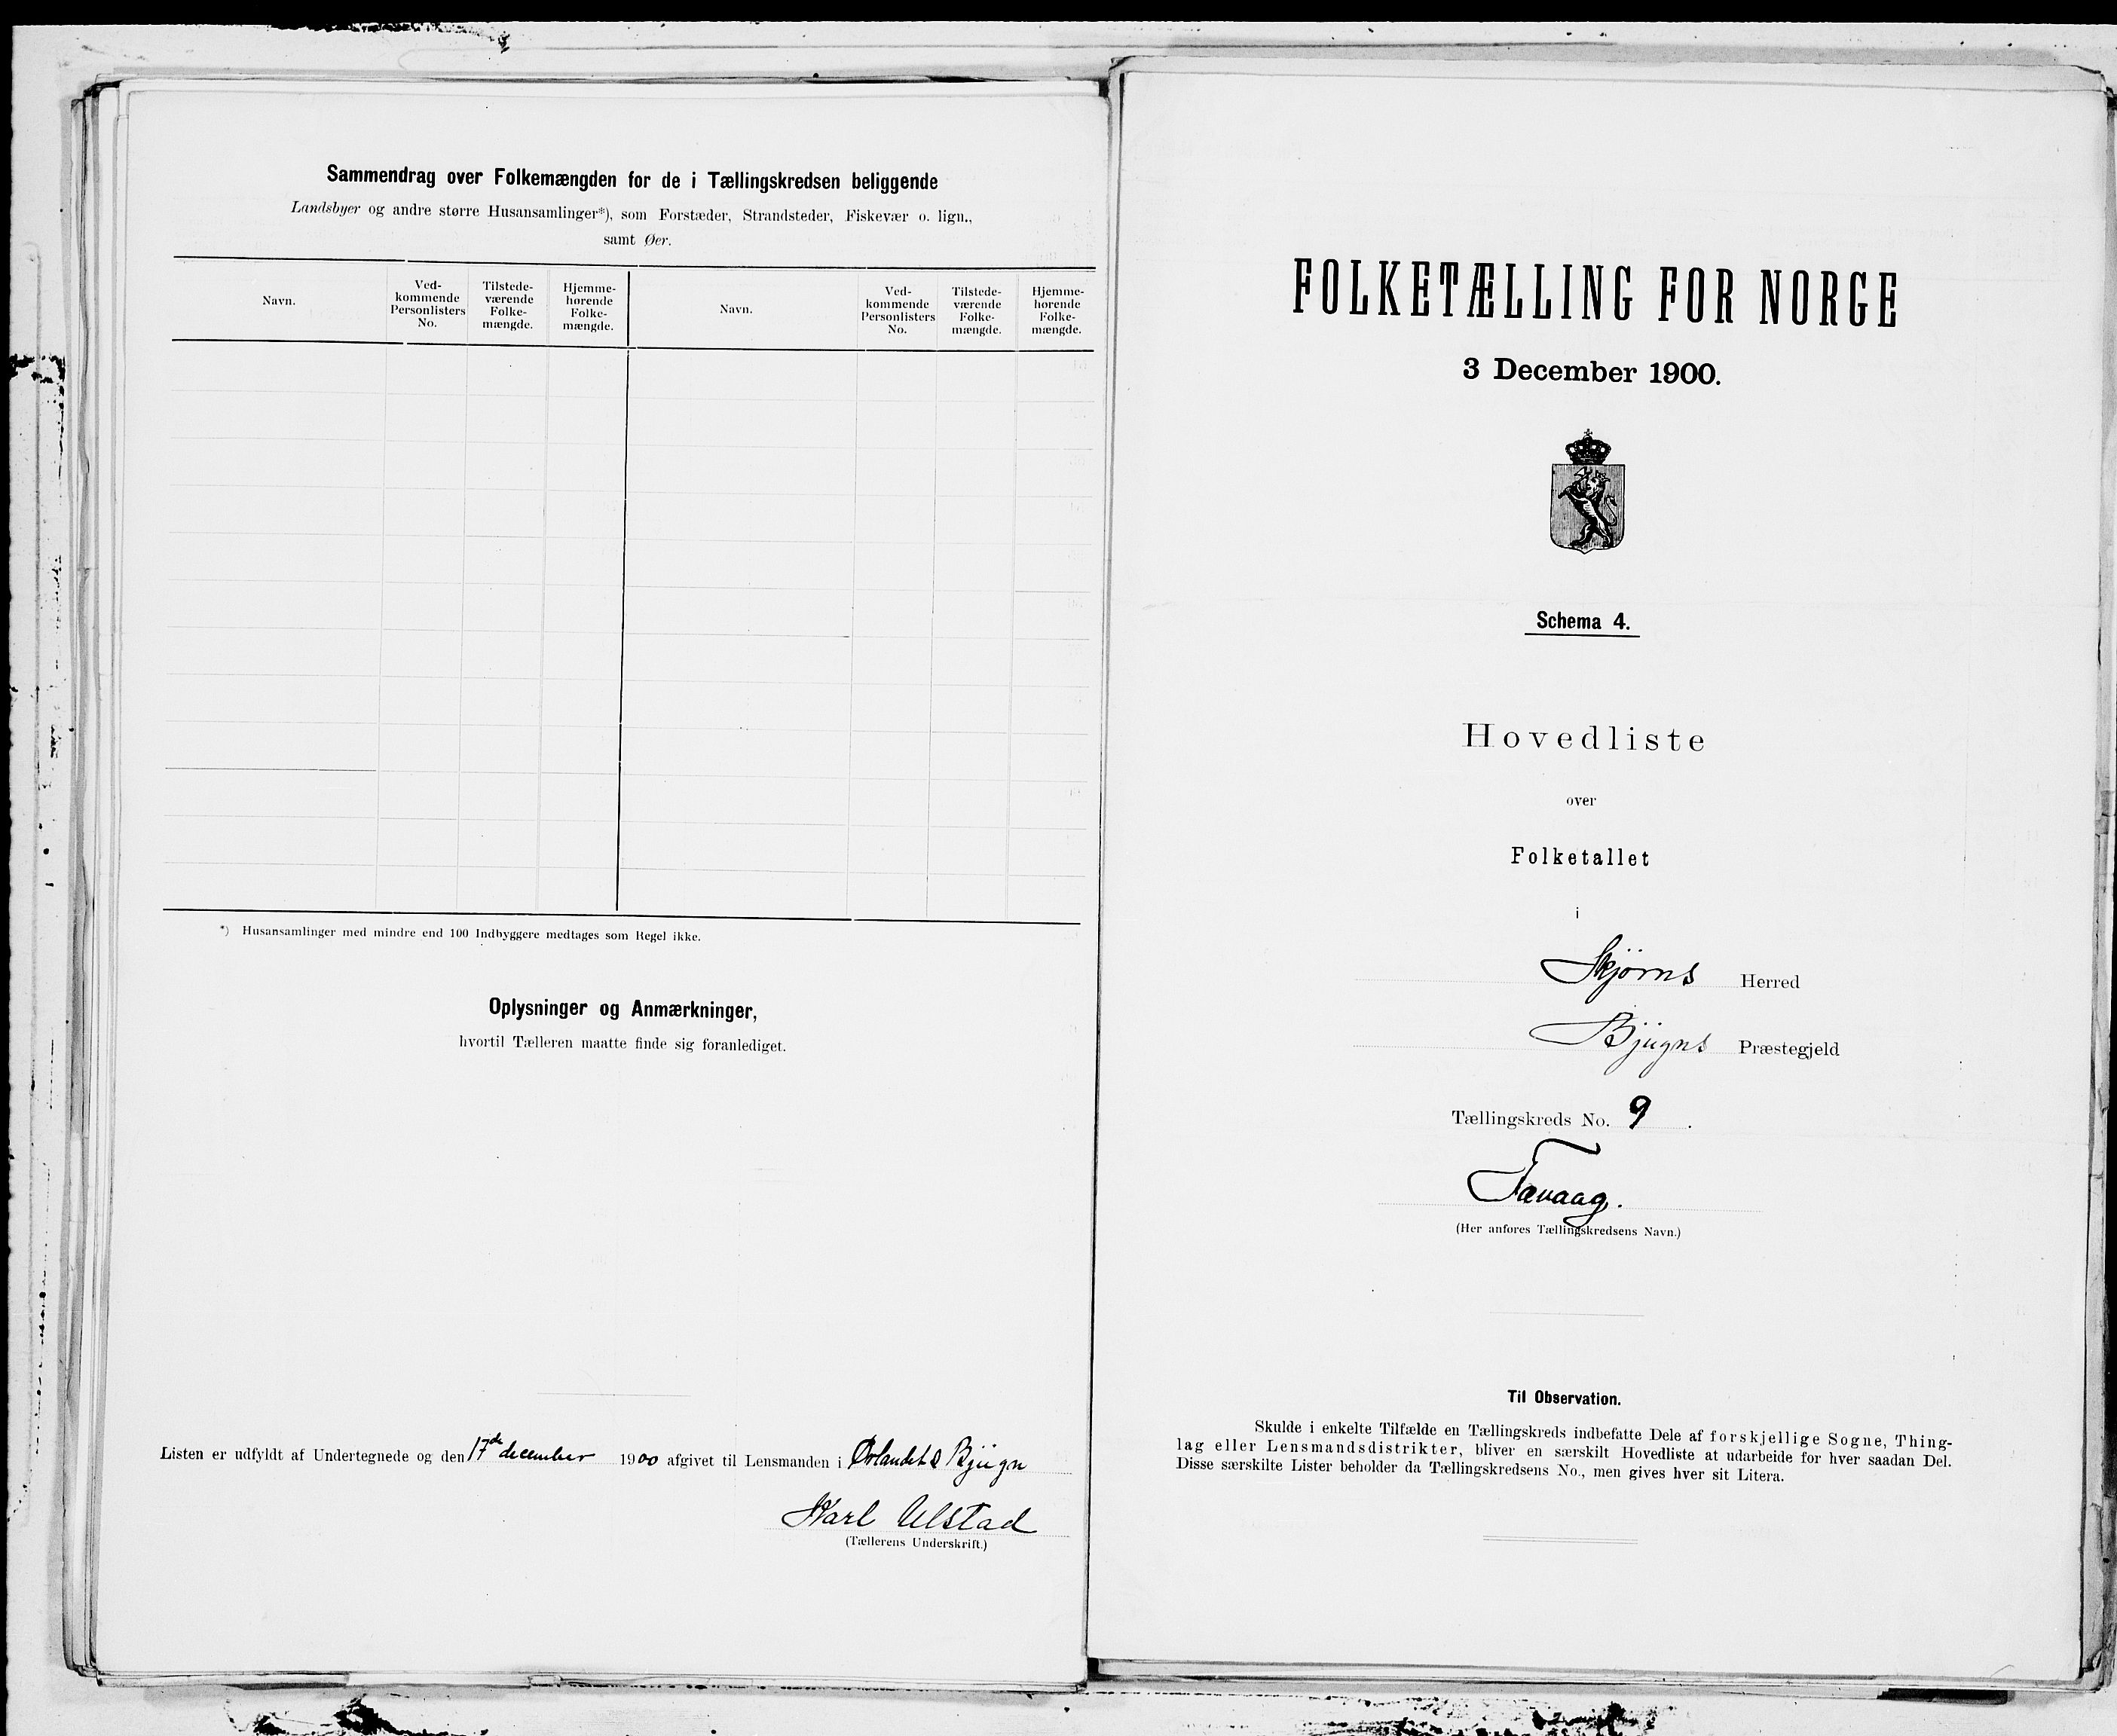 Sammendrag over Folkemængden for de i Tællingskredsen beliggende
Landsbyer og andre større Husansamlinger*), som Forstæder, Strandsteder, Fiskevær o. lign.,
samt Øer.
Navn.
Ved-
kommende
Personlisters
No.
Tilstede-
værende
Folke-
mængde.
Hjemme-
hørende
Folke-
mængde.
Navn.
Ved-
kommende
Personlisters
No.
Tilstede-
værende
Folke-
mængde.
Hjemme-
hørende
Folke-
mængde.
*) Husansamlinger med mindre end 100 Indbyggere medtages som Regel ikke.
Oplysninger og Anmærkninger,
hvortil Tælleren maatte finde sig foranlediget.
Listen er udfyldt af Undertegnede og den 17de december 1900 afgivet til Lensmanden i Ørlandet & Bjugn
Karl Ulstad
(Tællerens Underskrift.)
FOLKETÆLLING FOR NORGE
3 December 1900.
Schema 4.
Hovedliste
over
Folketallet
i
Skjørns Herred
Bjugns Præstegjeld
Tællingskreds No. 9.
Tævaag.
(Her anføres Tællingskredsens Navn.)
Til Observation.
Skulde i enkelte Tilfælde en Tællingskreds indbefatte Dele af forskjellige Sogne, Thing-
lag eller Lensmandsdistrikter, bliver en særskilt Hovedliste at udarbeide for hver saadan Del.
Disse særskilte Lister beholder da Tællingskredsens No., men gives hver sit Litera.